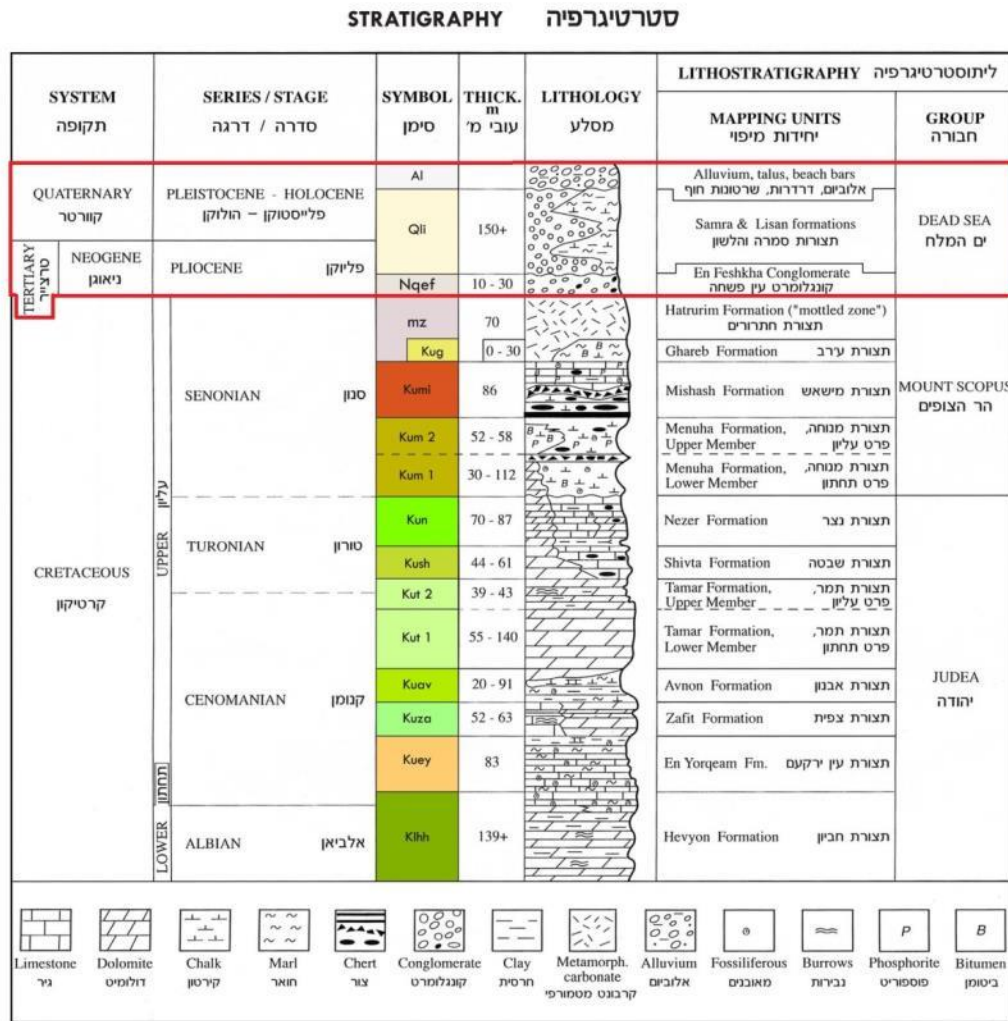 STRATIGRAPHY סטרטיגרפיה
SYSTEM
תקופה
SERIES / STAGE
סדרה / דרגה
SYMBOL
סימן
THICK.
m
עובי מ'
LITHOLOGY
מסלע
LITHOSTRATIGRAPHY ליתוסטרטיגרפיה
MAPPING UNITS
יחידות מיפוי
GROUP
חבורה
QUATERNARY
קוורטר
PLEISTOCENE - HOLOCENE
פלייסטוקן – הולוקן
TERTIARY
טרצייר
NEOGENE
ניאוגן
PLIOCENE פליוקן
Al
Alluvium, talus, beach bars
אלוביום, דרדרות, שרטונות חוף
Qli
150+
Samra & Lisan formations
תצורות סמרה והלשון
Nqef
10 - 30
En Feshkha Conglomerate
קונגלומרט עין פשחה
DEAD SEA
ים המלח
CRETACEOUS
קרטיקון
UPPER עליון
LOWER תחתון
SENONIAN סנון
TURONIAN טורון
CENOMANIAN קנומן
ALBIAN אלביאן
mz
70
Hatrurim Formation ("mottled zone")
תצורת חתרורים
Kug
0 - 30
Ghareb Formation תצורת ע'רב
Kumi
86
Mishash Formation תצורת מישאש
Kum 2
52 - 58
Menuha Formation, תצורת מנוחה,
Upper Member פרט עליון
Kum 1
30 - 112
Menuha Formation, תצורת מנוחה,
Lower Member פרט תחתון
MOUNT SCOPUS
הר הצופים
Kun
70 - 87
Nezer Formation תצורת נצר
Kush
44 - 61
Shivta Formation תצורת שבטה
Kut 2
39 - 43
Tamar Formation, תצורת תמר,
Upper Member פרט עליון
Kut 1
55 - 140
Tamar Formation, תצורת תמר,
Lower Member פרט תחתון
Kuav
20 - 91
Avnon Formation תצורת אבנון
Kuza
52 - 63
Zafit Formation תצורת צפית
Kuey
83
En Yorqeam Fm. תצורת עין ירקעם
Klhh
139+
Hevyon Formation תצורת חביון
JUDEA
יהודה
Limestone
גיר
Dolomite
דולומיט
Chalk
קירטון
Marl
חואר
Chert
צור
Conglomerate
קונגלומרט
Clay
חרסית
Metamorph.
carbonate
קרבונט מטמורפי
Alluvium
אלוביום
Fossiliferous
מאובנים
Burrows
נבירות
P
Phosphorite
פוספוריט
B
Bitumen
ביטומן